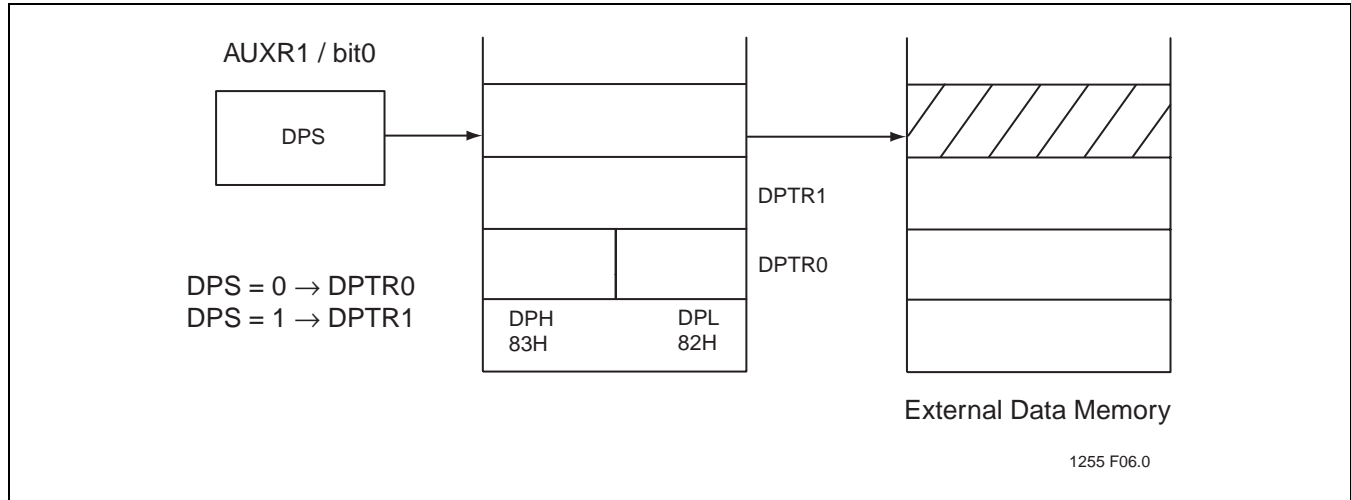 AUXR1 / bit0
DPS
DPTR1
DPTR0
DPS = 0 → DPTR0
DPS = 1 → DPTR1
DPH
83H
DPL
82H
External Data Memory
1255 F06.0